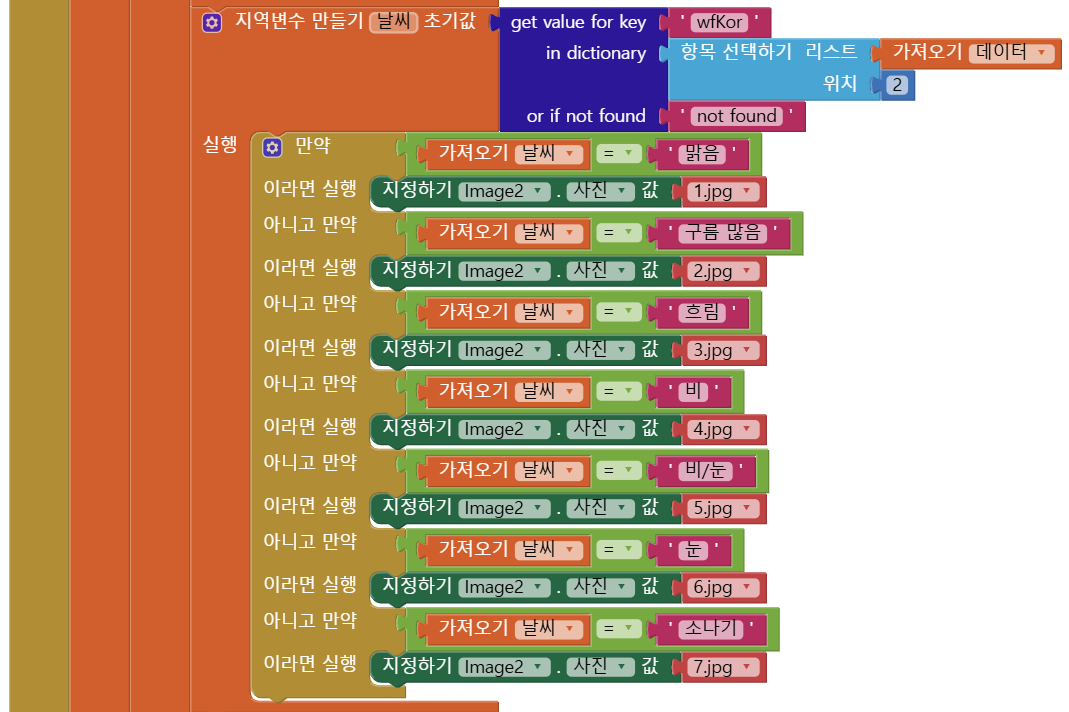 지역변수 만들기 날씨 초기값 get value for key ' wfKor '
in dictionary 항목 선택하기 리스트 가져오기 데이터
위치 2
or if not found ' not found '
실행 만약 가져오기 날씨 = ' 맑음 '
이라면 실행 지정하기 Image2 . 사진 값 1.jpg
아니고 만약 가져오기 날씨 = ' 구름 많음 '
이라면 실행 지정하기 Image2 . 사진 값 2.jpg
아니고 만약 가져오기 날씨 = ' 흐림 '
이라면 실행 지정하기 Image2 . 사진 값 3.jpg
아니고 만약 가져오기 날씨 = ' 비 '
이라면 실행 지정하기 Image2 . 사진 값 4.jpg
아니고 만약 가져오기 날씨 = ' 비/눈 '
이라면 실행 지정하기 Image2 . 사진 값 5.jpg
아니고 만약 가져오기 날씨 = ' 눈 '
이라면 실행 지정하기 Image2 . 사진 값 6.jpg
아니고 만약 가져오기 날씨 = ' 소나기 '
이라면 실행 지정하기 Image2 . 사진 값 7.jpg